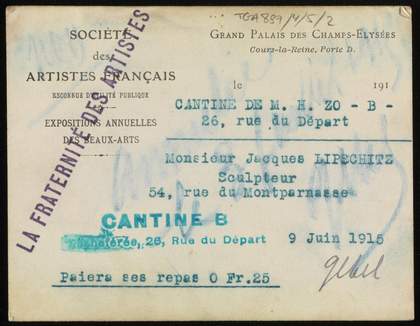 TGA 899/4/5/2
SOCIÉTÉ
des
ARTISTES FRANÇAIS
RECONNUE D'UTILITÉ PUBLIQUE
EXPOSITIONS ANNUELLES
DES BEAUX-ARTS
LA FRATERNITÉ DES ARTISTES
GRAND PALAIS DES CHAMPS-ELYSÉES
Cours-la-Reine, Porte D.
le 191
CANTINE DE M. H. ZO - B -
26, rue du Départ
Monsieur Jacques LIPSCHITZ
Sculpteur
54, rue du Montparnasse
CANTINE B
Transférée, 26, Rue du Départ
9 Juin 1915
Paiera ses repas 0 Fr.25